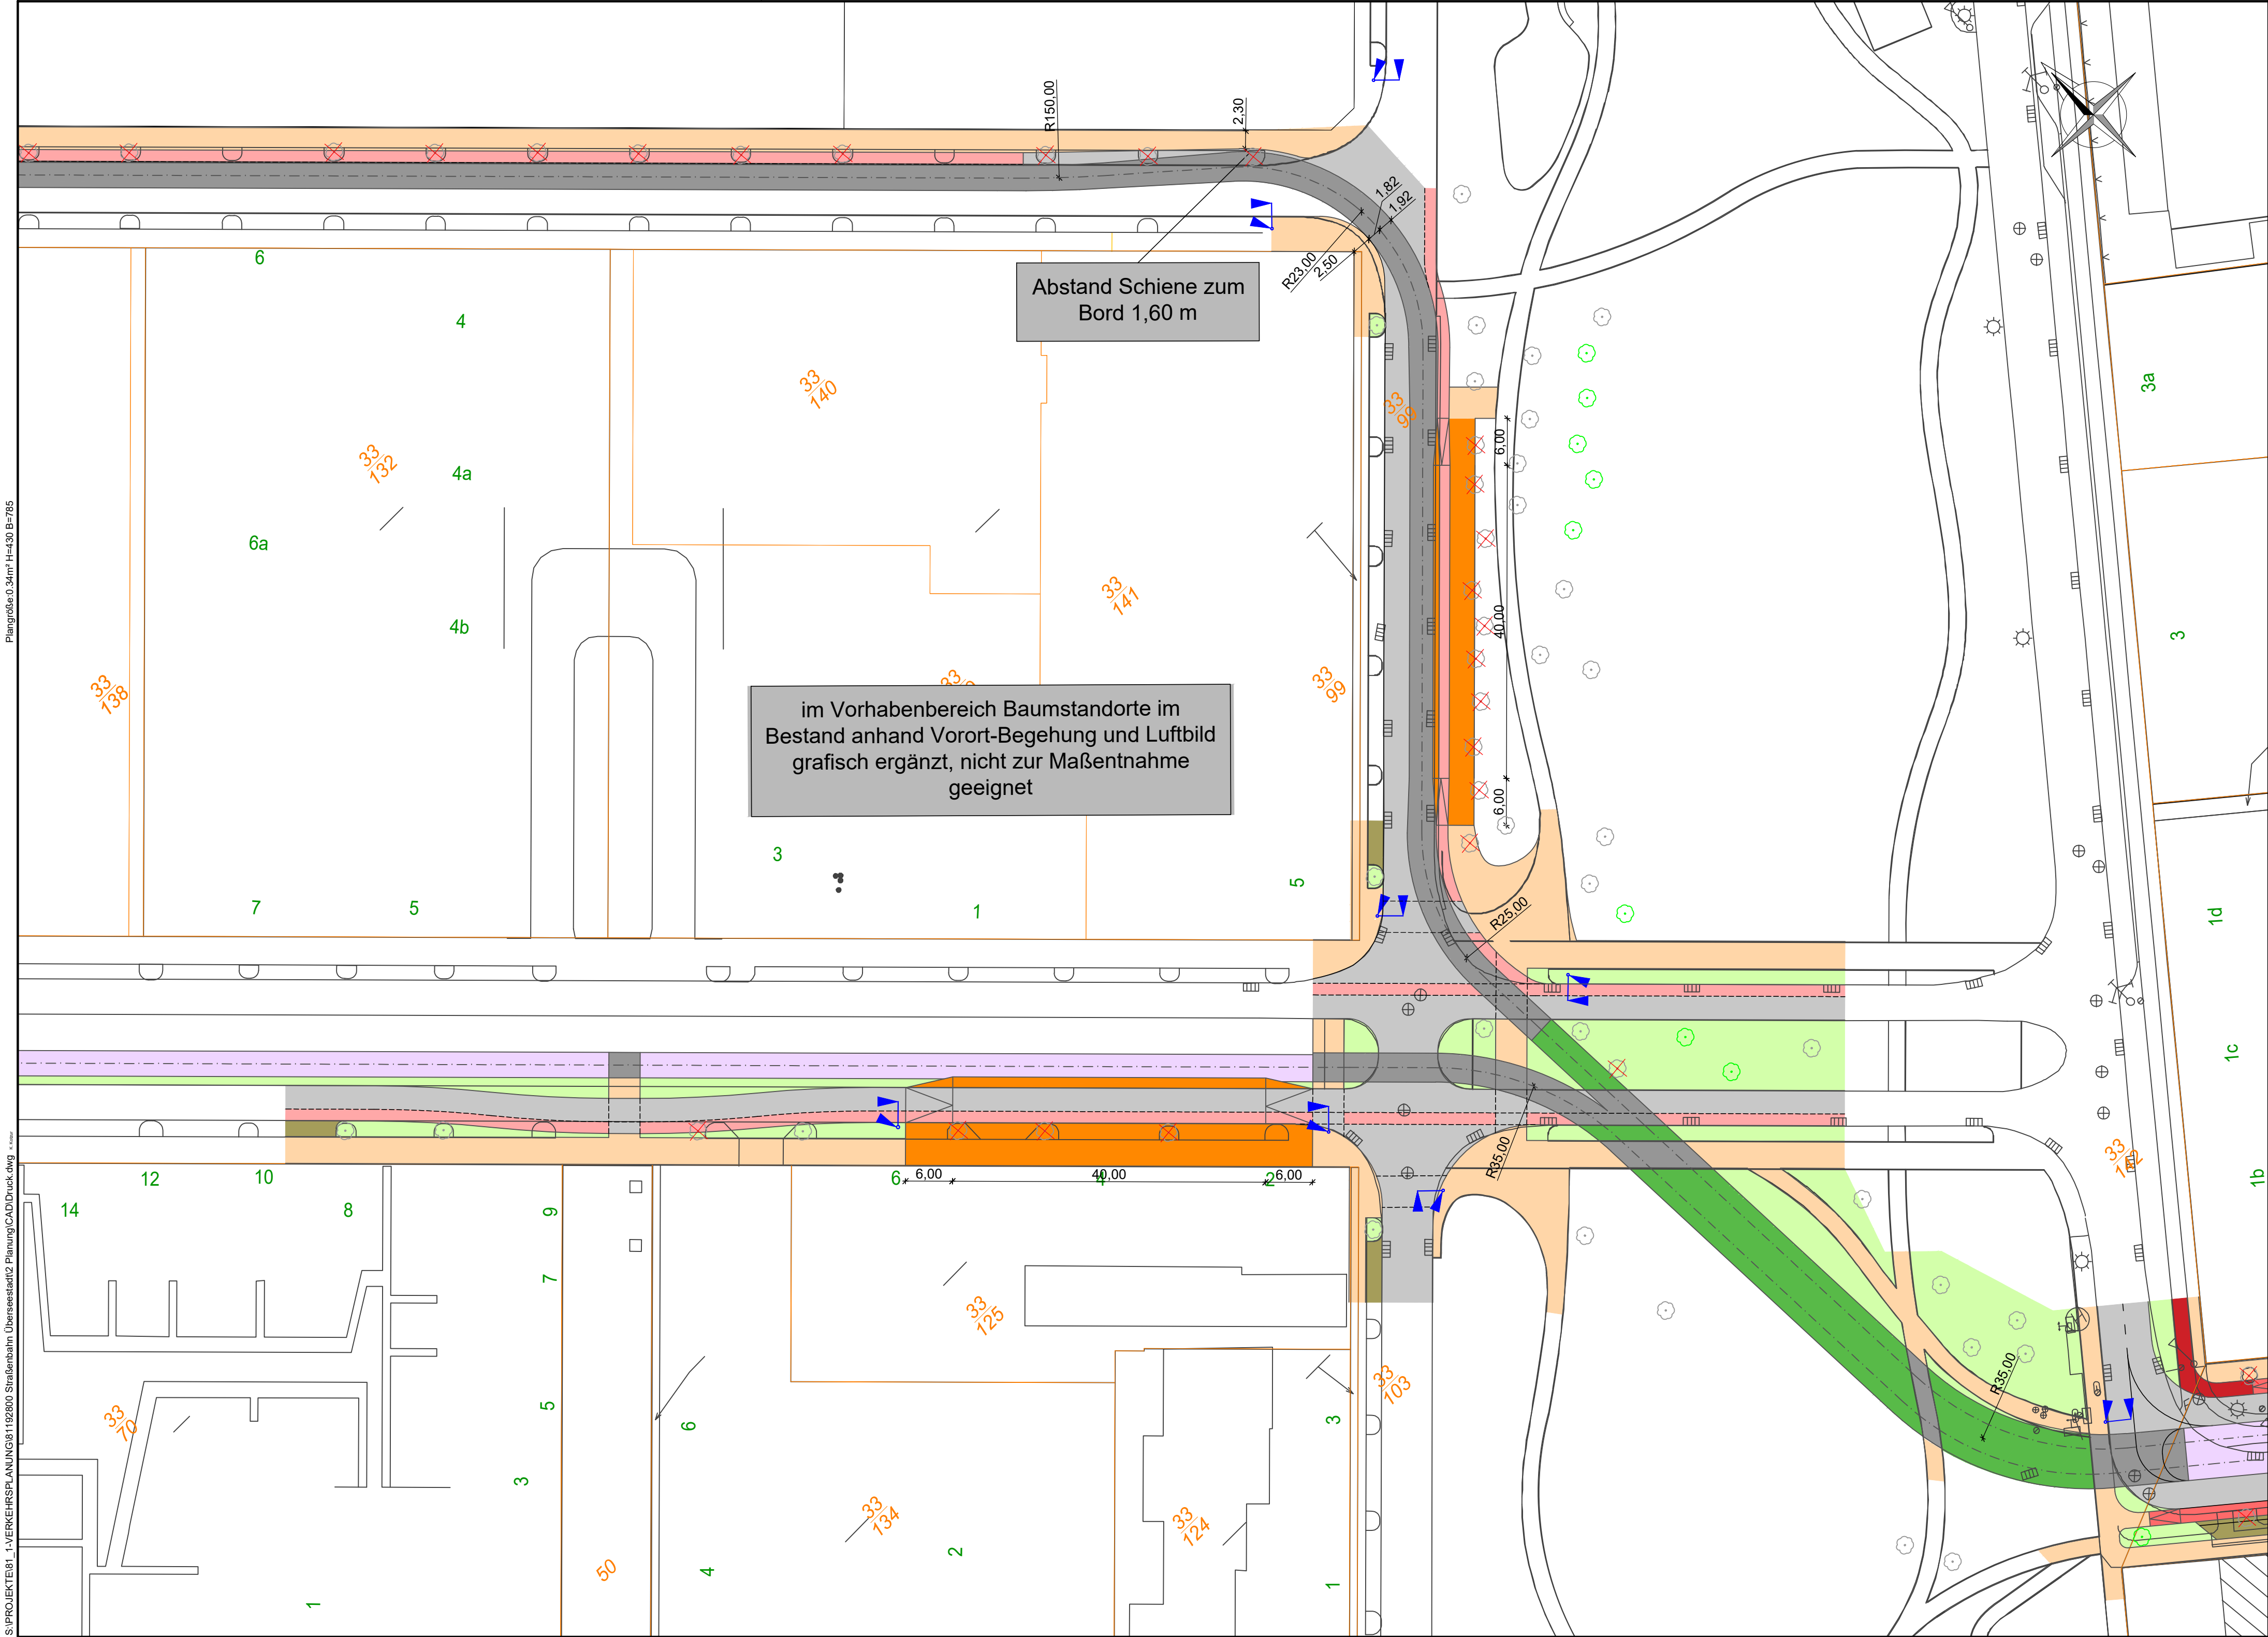 R150,00
2,30
1,82
1,92
R23,00
2,50
Abstand Schiene zum
Bord 1,60 m
6
4
33
140
33
99
3a
33
132
4a
6,00
6a
33
141
4b
40,00
3
33
138
33
99
im Vorhabenbereich Baumstandorte im
Bestand anhand Vorort-Begehung und Luftbild
grafisch ergänzt, nicht zur Maßentnahme
geeignet
6,00
3
5
7
5
1
R25,00
1d
1c
R35,00
33
1b
12
10
6
6,00
40,00
4
2
6,00
14
8
9
7
33
125
33
103
R35,00
33
70
5
6
3
3
33
134
33
124
50
4
2
1
1
Plangröße:0.34m² H=430 B=785
S:\PROJEKTE\81_1-VERKEHRSPLANUNG\81192800 Straßenbahn Überseestadt\2 Planung\CAD\Druck.dwg